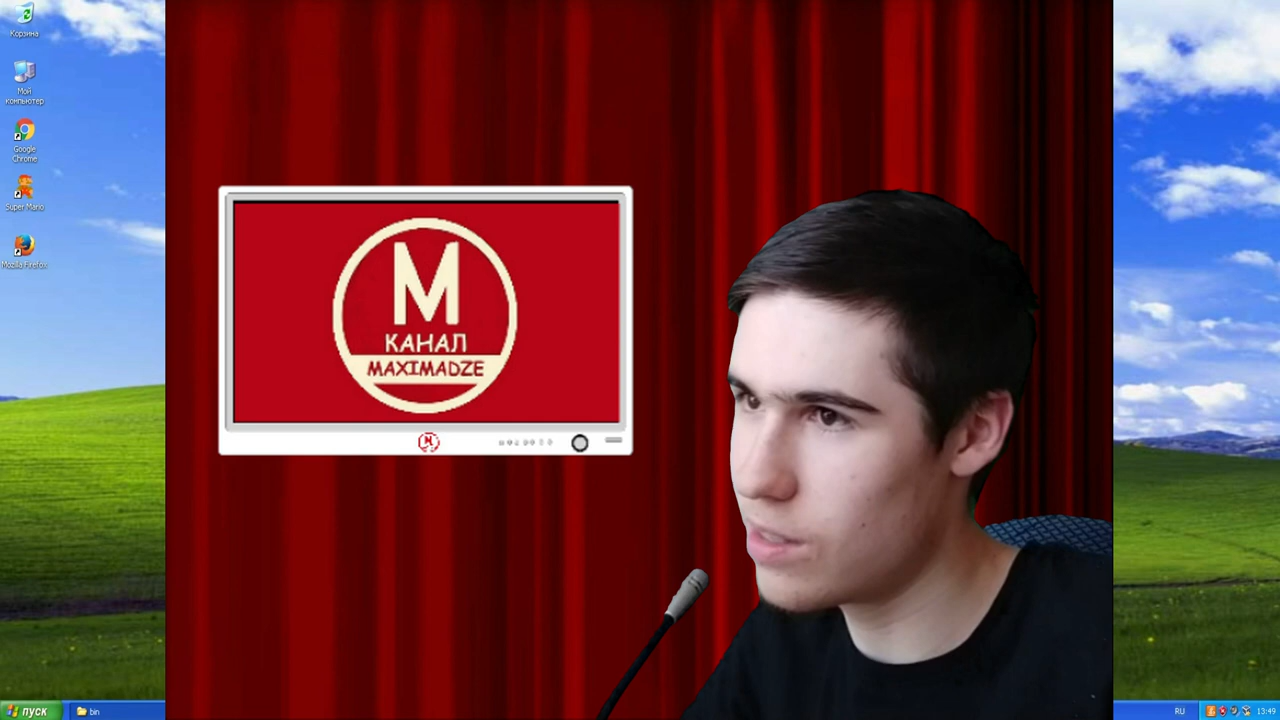 Корзина
Мой
компьютер
Google
Chrome
Super Mario
Mozilla Firefox
M
КАНАЛ
MAXIMADZE
M
пуск
bin
RU
13:49